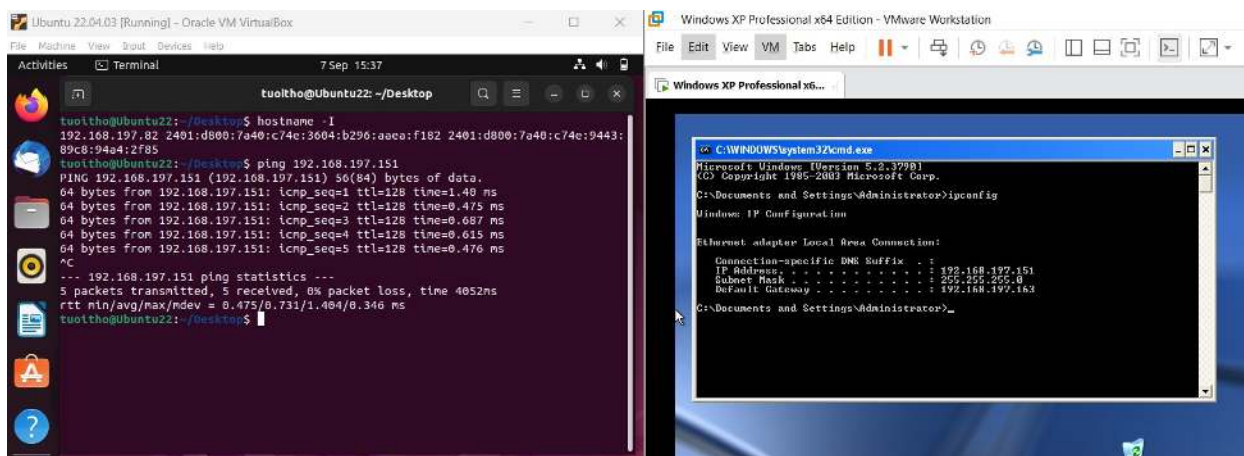 Ubuntu 22.04.03 [Running] - Oracle VM VirtualBox
File Machine View Input Devices Help
Activities Terminal 7 Sep 15:37
tuoitho@Ubuntu22: ~/Desktop
tuoitho@Ubuntu22:~/Desktop$ hostname -I
192.168.197.82 2401:d800:7a40:c74e:3604:b296:aaea:f182 2401:d800:7a40:c74e:9443:
89c8:94a4:2f85
tuoitho@Ubuntu22:~/Desktop$ ping 192.168.197.151
PING 192.168.197.151 (192.168.197.151) 56(84) bytes of data.
64 bytes from 192.168.197.151: icmp_seq=1 ttl=128 time=1.40 ms
64 bytes from 192.168.197.151: icmp_seq=2 ttl=128 time=0.475 ms
64 bytes from 192.168.197.151: icmp_seq=3 ttl=128 time=0.687 ms
64 bytes from 192.168.197.151: icmp_seq=4 ttl=128 time=0.615 ms
64 bytes from 192.168.197.151: icmp_seq=5 ttl=128 time=0.476 ms
^C
--- 192.168.197.151 ping statistics ---
5 packets transmitted, 5 received, 0% packet loss, time 4052ms
rtt min/avg/max/mdev = 0.475/0.731/1.404/0.346 ms
tuoitho@Ubuntu22:~/Desktop$
Windows XP Professional x64 Edition - VMware Workstation
File Edit View VM Tabs Help
Windows XP Professional x6...
C:\WINDOWS\system32\cmd.exe
Microsoft Windows [Version 5.2.3790]
(C) Copyright 1985-2003 Microsoft Corp.
C:\Documents and Settings\Administrator>ipconfig
Windows IP Configuration
Ethernet adapter Local Area Connection:
Connection-specific DNS Suffix . :
IP Address. . . . . . . . . . . . : 192.168.197.151
Subnet Mask . . . . . . . . . . . : 255.255.255.0
Default Gateway . . . . . . . . . : 192.168.197.163
C:\Documents and Settings\Administrator>_